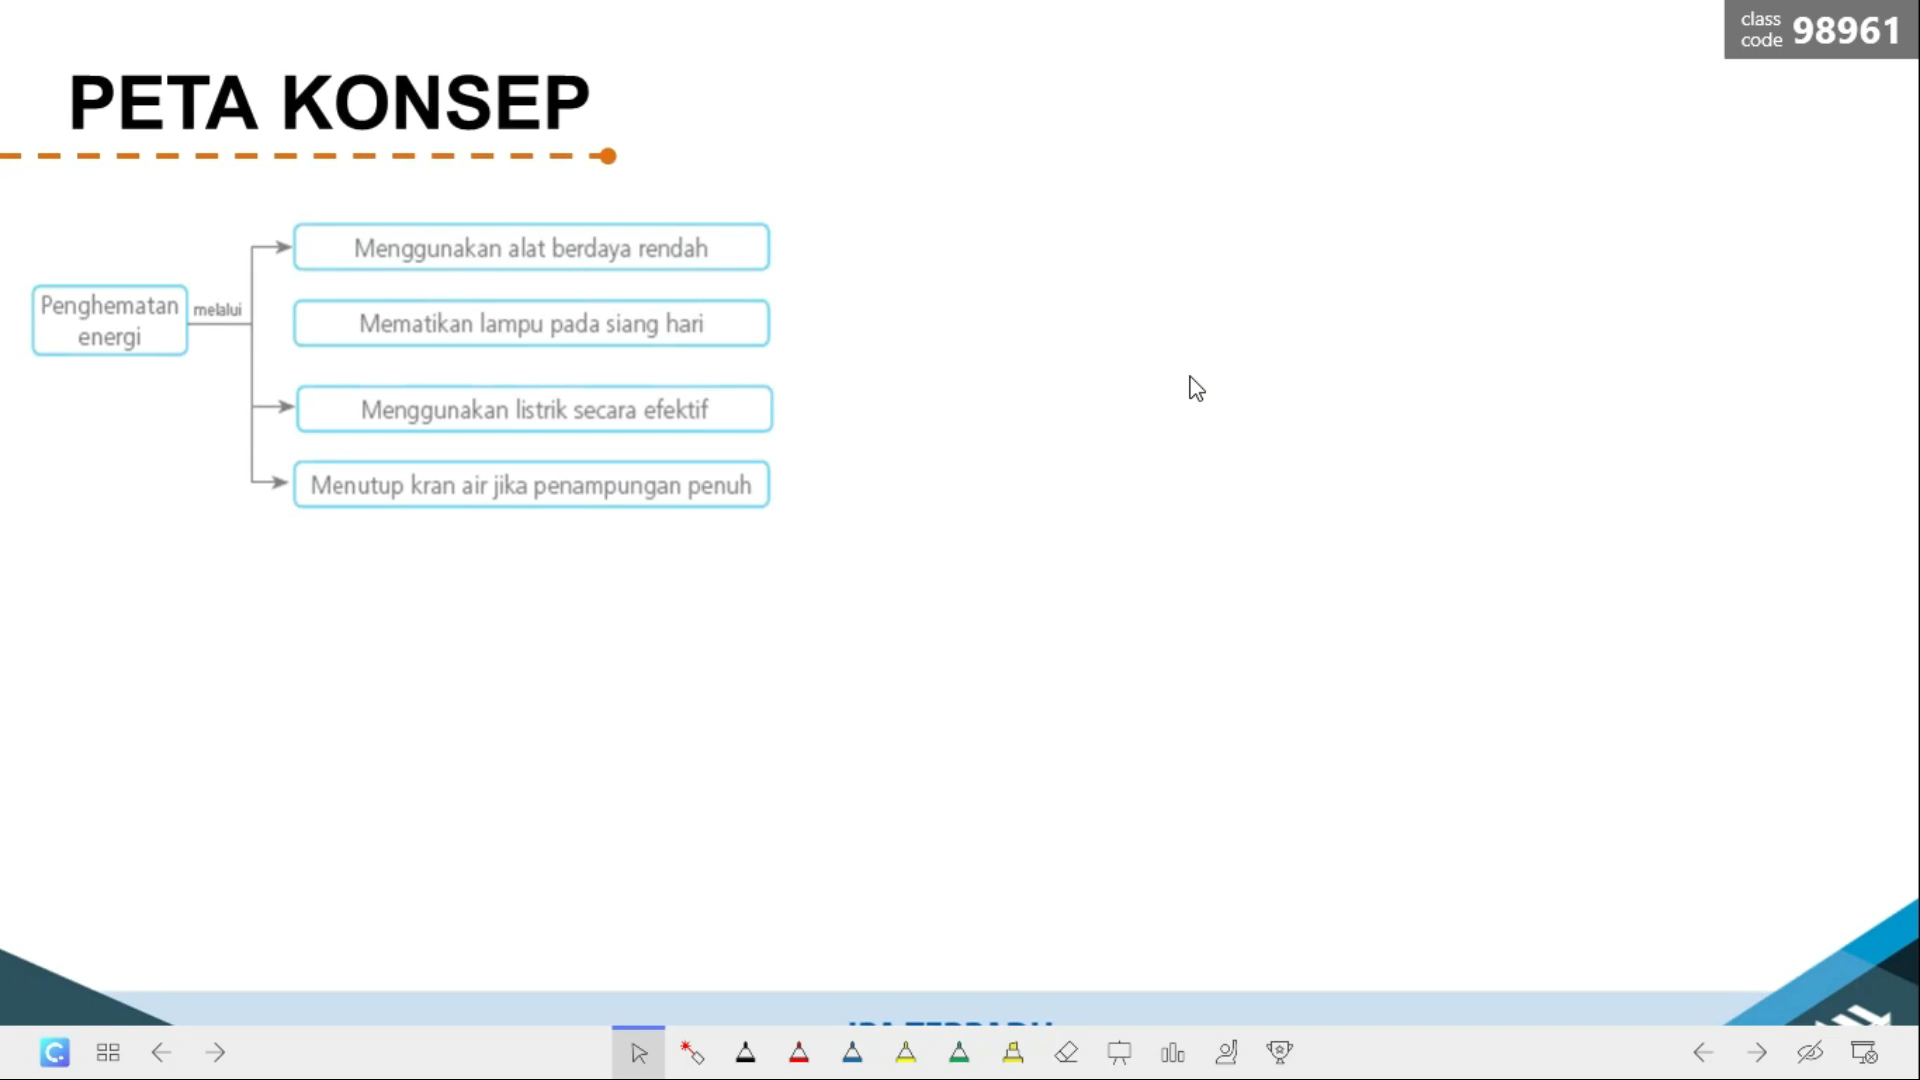 class
code 98961
PETA KONSEP
Menggunakan alat berdaya rendah
Penghematan
energi
melalui
Mematikan lampu pada siang hari
Menggunakan listrik secara efektif
Menutup kran air jika penampungan penuh